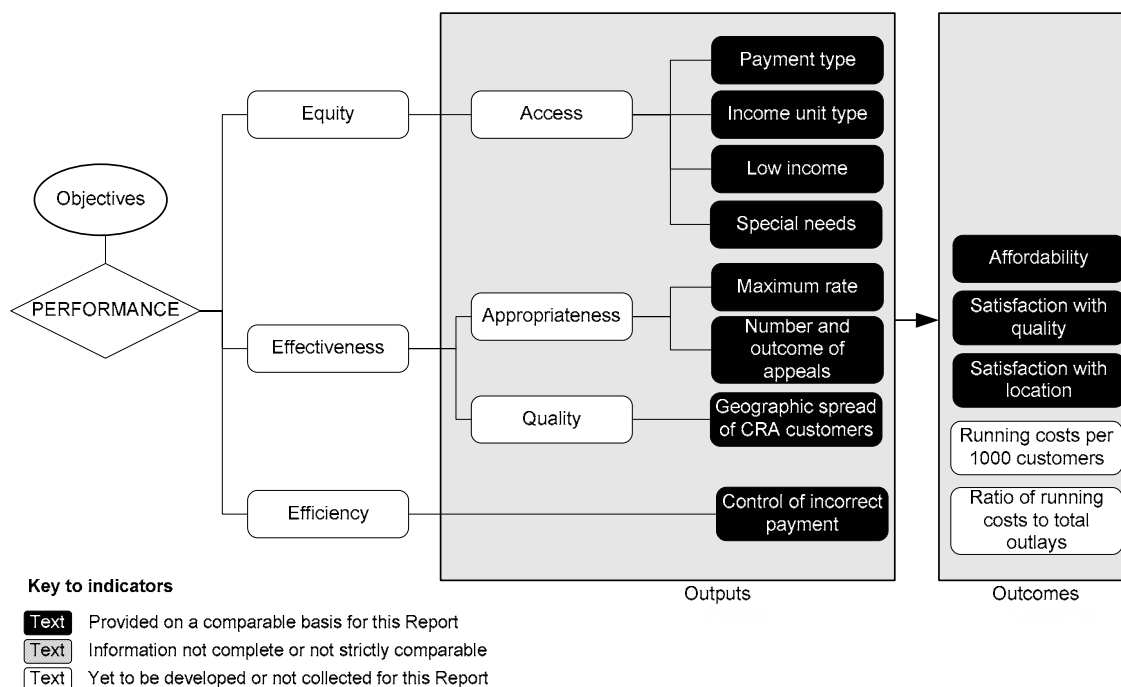 Objectives
PERFORMANCE
Equity
Access
Payment type
Income unit type
Low income
Special needs
Effectiveness
Appropriateness
Maximum rate
Number and
outcome of
appeals
Quality
Geographic spread
of CRA customers
Efficiency
Control of incorrect
payment
Outputs
Affordability
Satisfaction with
quality
Satisfaction with
location
Running costs per
1000 customers
Ratio of running
costs to total
outlays
Outcomes
Key to indicators
Text Provided on a comparable basis for this Report
Text Information not complete or not strictly comparable
Text Yet to be developed or not collected for this Report